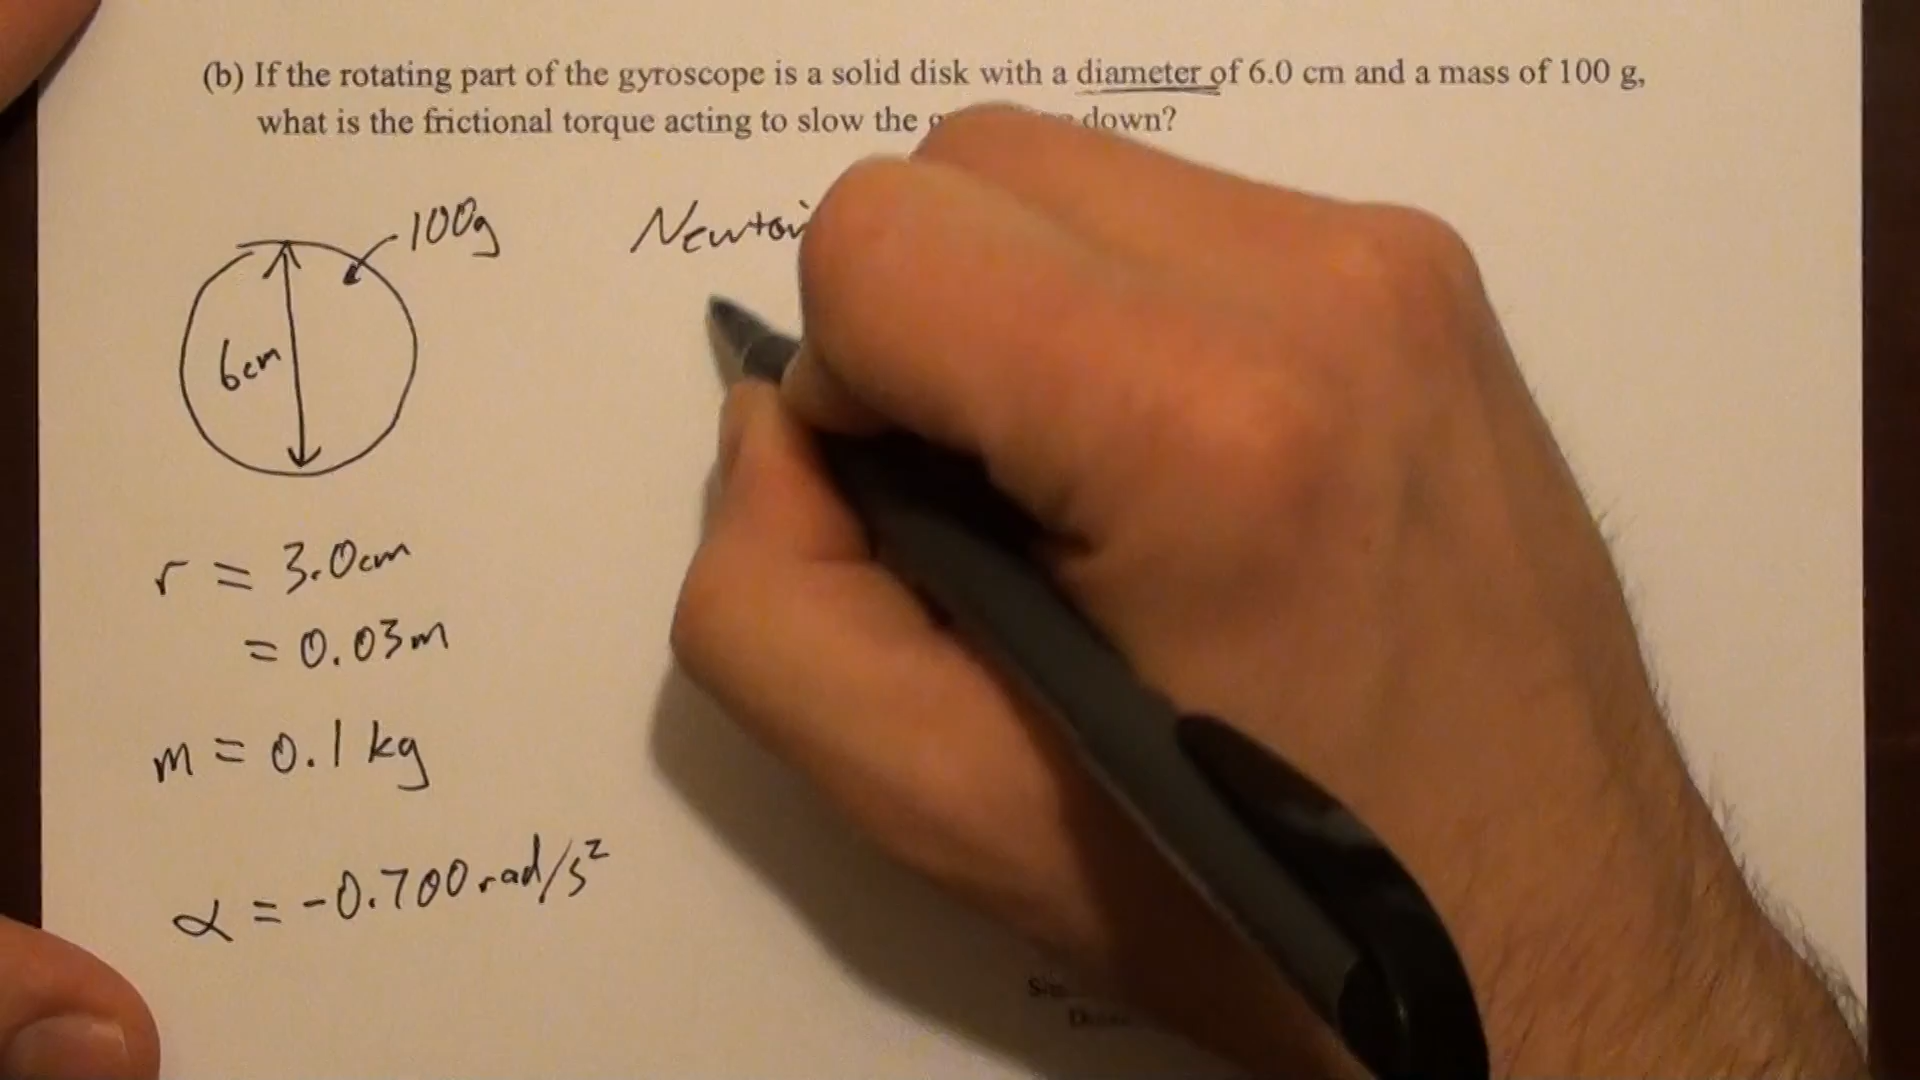 (b) If the rotating part of the gyroscope is a solid disk with a diameter of 6.0 cm and a mass of 100 g,
what is the frictional torque acting to slow the down?
100g
6cm
r = 3.0cm
= 0.03m
m = 0.1 kg
α = -0.700 rad/s²